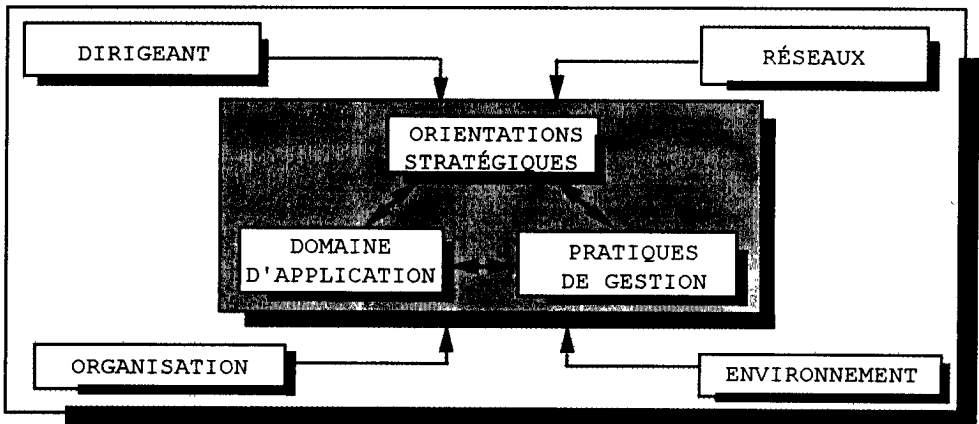 DIRIGEANT
RÉSEAUX
ORIENTATIONS
STRATÉGIQUES
DOMAINE
D'APPLICATION
PRATIQUES
DE GESTION
ORGANISATION
ENVIRONNEMENT